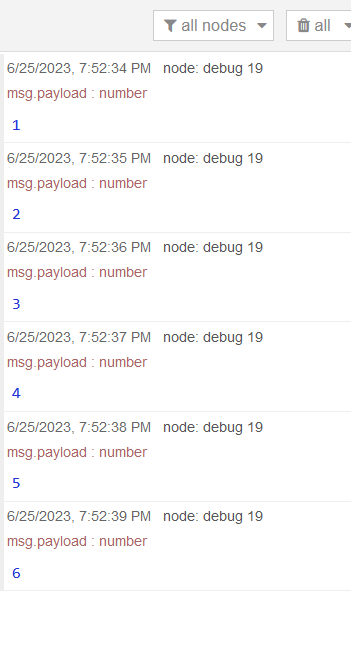 all nodes all
6/25/2023, 7:52:34 PM node: debug 19
msg.payload : number
1
6/25/2023, 7:52:35 PM node: debug 19
msg.payload : number
2
6/25/2023, 7:52:36 PM node: debug 19
msg.payload : number
3
6/25/2023, 7:52:37 PM node: debug 19
msg.payload : number
4
6/25/2023, 7:52:38 PM node: debug 19
msg.payload : number
5
6/25/2023, 7:52:39 PM node: debug 19
msg.payload : number
6